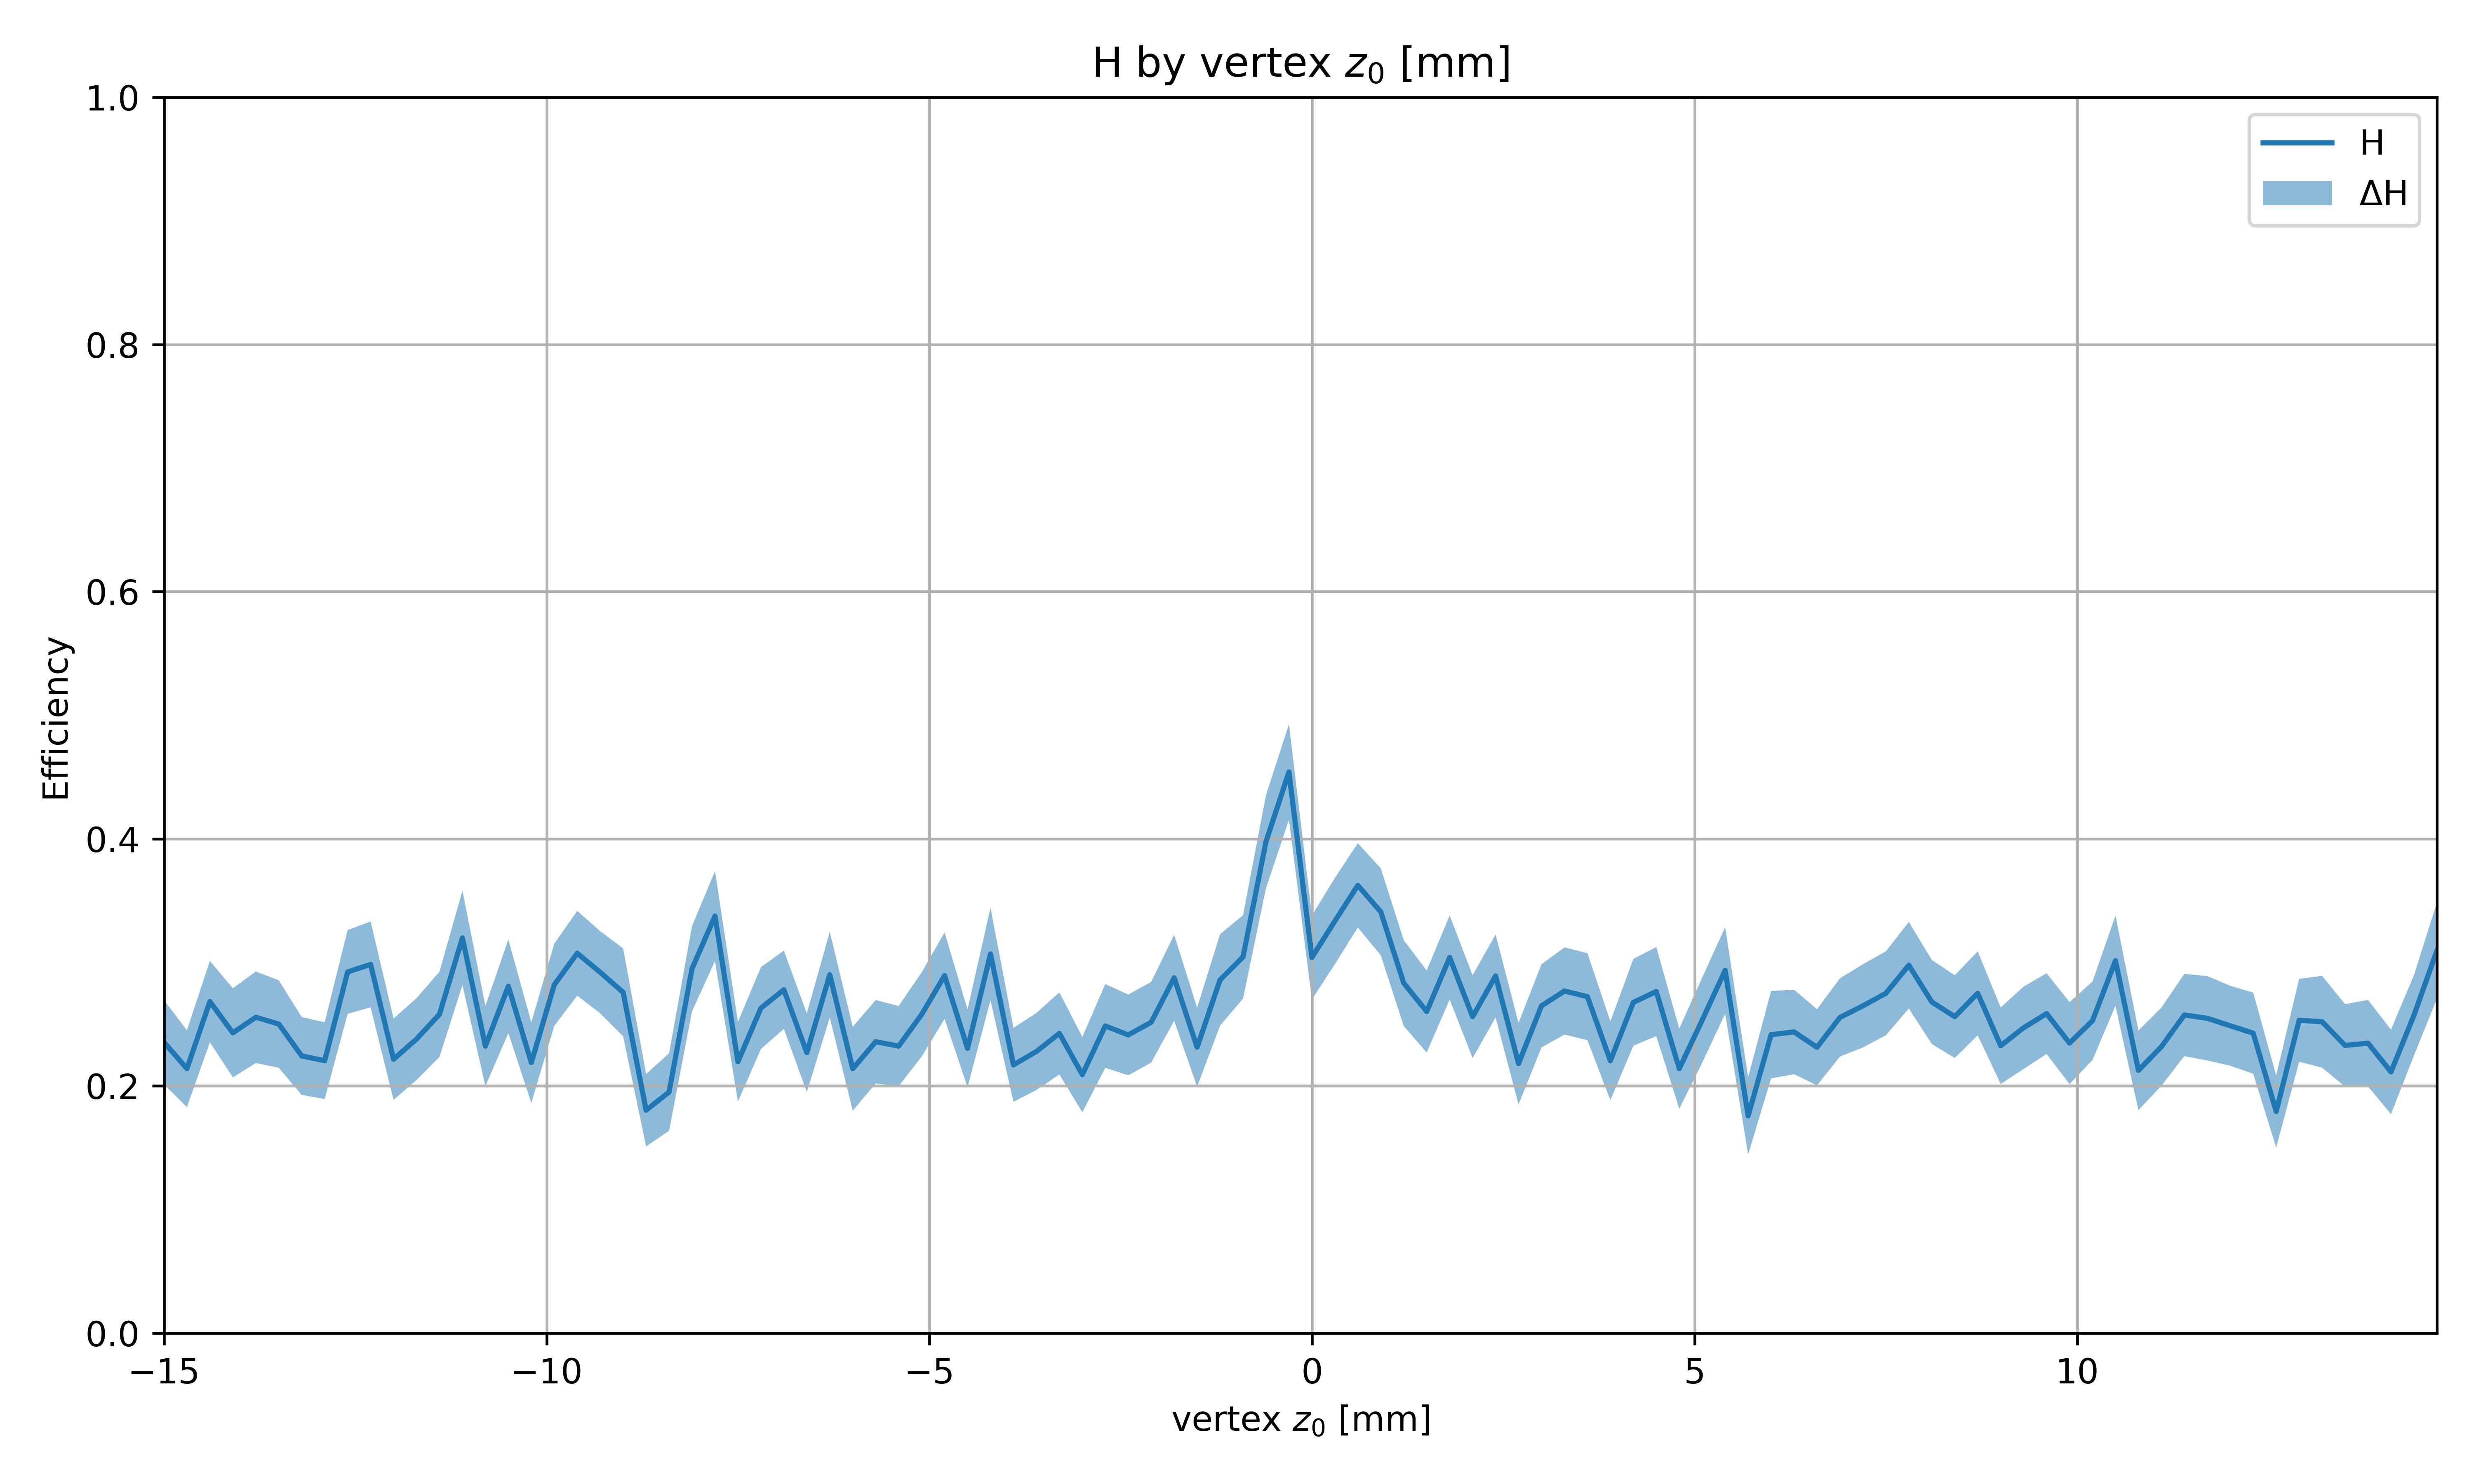 H by vertex z₀ [mm]
1.0
0.8
0.6
0.4
0.2
0.0
Efficiency
H
ΔH
−15 −10 −5 0 5 10
vertex z₀ [mm]